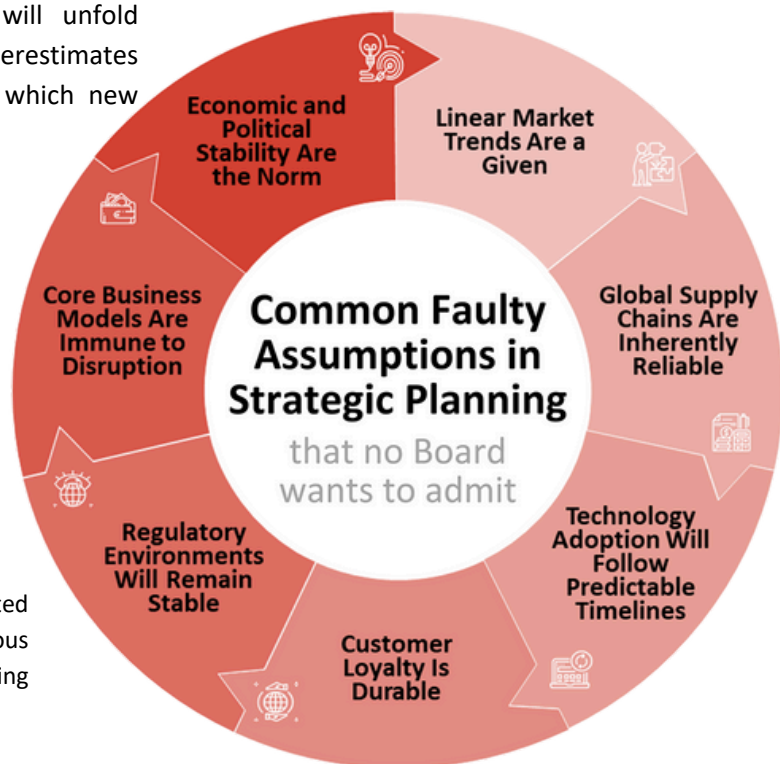 will unfold
erestimates
which new
Economic and
Political
Stability Are
the Norm
Linear Market
Trends Are a
Given
Global Supply
Chains Are
Inherently
Reliable
Technology
Adoption Will
Follow
Predictable
Timelines
Customer
Loyalty Is
Durable
Regulatory
Environments
Will Remain
Stable
Core Business
Models Are
Immune to
Disruption
Common Faulty
Assumptions in
Strategic Planning
that no Board
wants to admit
ous
ing